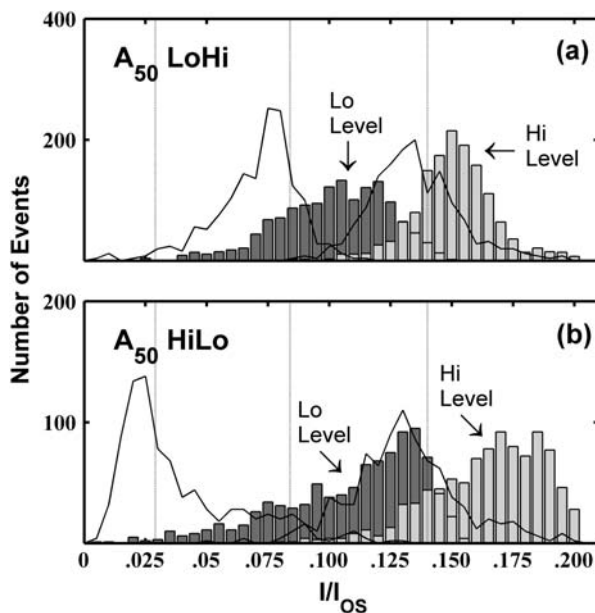 400
A50 LoHi
(a)
Lo
Level
Hi
Level
200
Number of Events
200
A50 HiLo
(b)
Lo
Level
Hi
Level
100
0 .025 .05 .075 .100 .125 .150 .175 .200
I/IOS